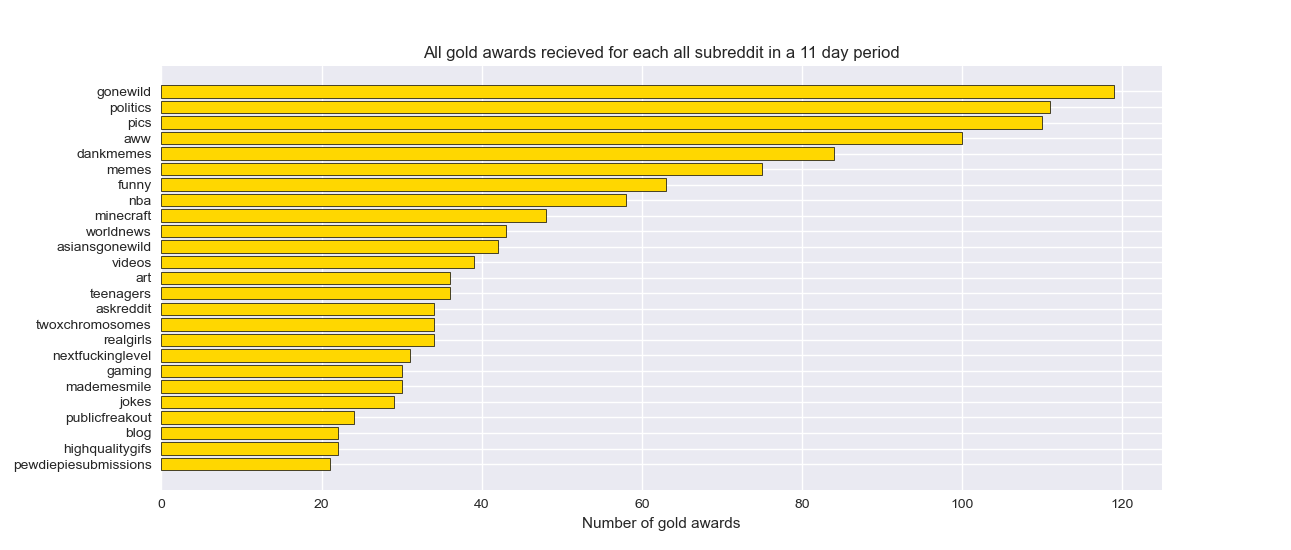 All gold awards recieved for each all subreddit in a 11 day period
gonewild
politics
pics
aww
dankmemes
memes
funny
nba
minecraft
worldnews
asiansgonewild
videos
art
teenagers
askreddit
twoxchromosomes
realgirls
nextfuckinglevel
gaming
mademesmile
jokes
publicfreakout
blog
highqualitygifs
pewdiepiesubmissions
0 20 40 60 80 100 120
Number of gold awards